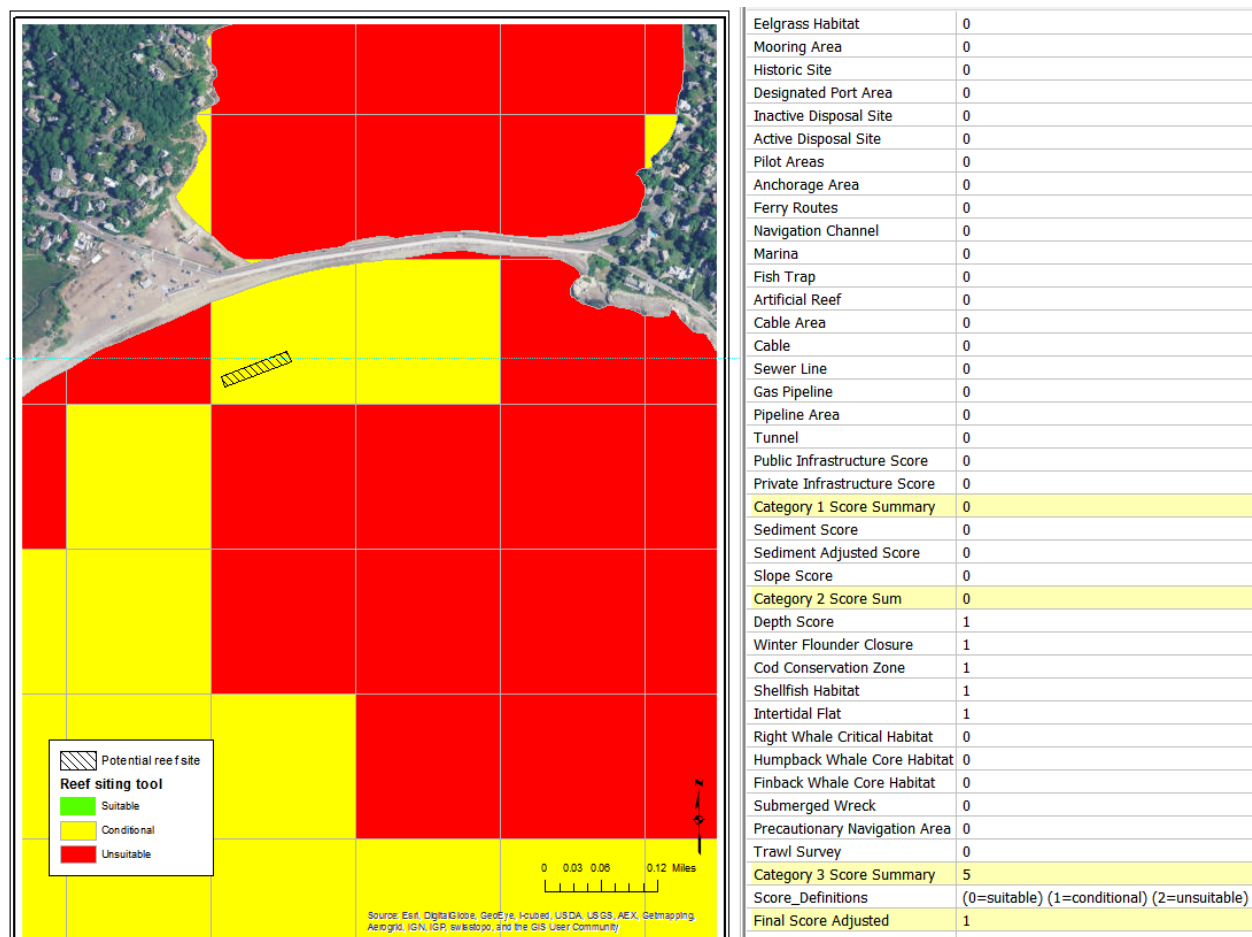 Potential reef site
Reef siting tool
Suitable
Conditional
Unsuitable
N
0 0.03 0.06 0.12 Miles
Source: Esri, DigitalGlobe, GeoEye, i-cubed, USDA, USGS, AEX, Getmapping,
Aerogrid, IGN, IGP, swisstopo, and the GIS User Community
Eelgrass Habitat 0
Mooring Area 0
Historic Site 0
Designated Port Area 0
Inactive Disposal Site 0
Active Disposal Site 0
Pilot Areas 0
Anchorage Area 0
Ferry Routes 0
Navigation Channel 0
Marina 0
Fish Trap 0
Artificial Reef 0
Cable Area 0
Cable 0
Sewer Line 0
Gas Pipeline 0
Pipeline Area 0
Tunnel 0
Public Infrastructure Score 0
Private Infrastructure Score 0
Category 1 Score Summary 0
Sediment Score 0
Sediment Adjusted Score 0
Slope Score 0
Category 2 Score Sum 0
Depth Score 1
Winter Flounder Closure 1
Cod Conservation Zone 1
Shellfish Habitat 1
Intertidal Flat 1
Right Whale Critical Habitat 0
Humpback Whale Core Habitat 0
Finback Whale Core Habitat 0
Submerged Wreck 0
Precautionary Navigation Area 0
Trawl Survey 0
Category 3 Score Summary 5
Score_Definitions (0=suitable) (1=conditional) (2=unsuitable)
Final Score Adjusted 1